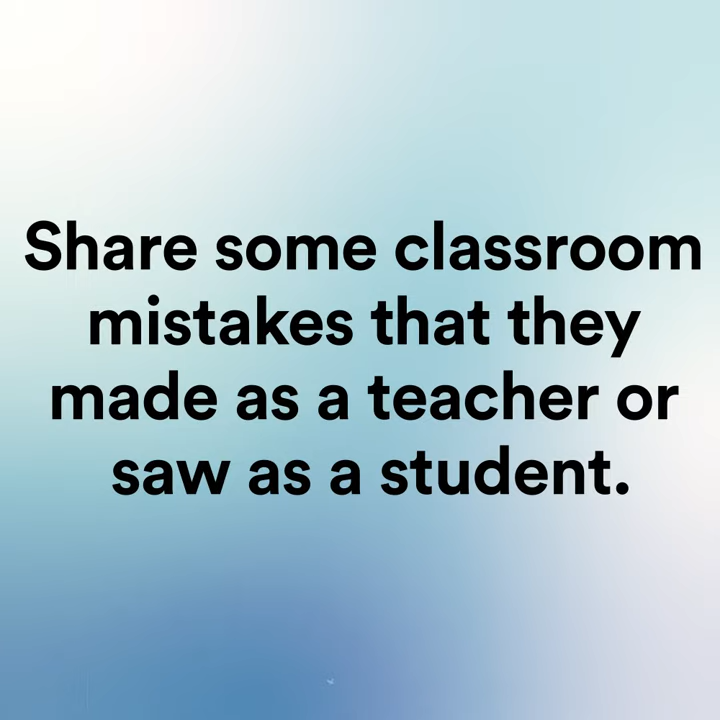 Share some classroom
mistakes that they
made as a teacher or
saw as a student.